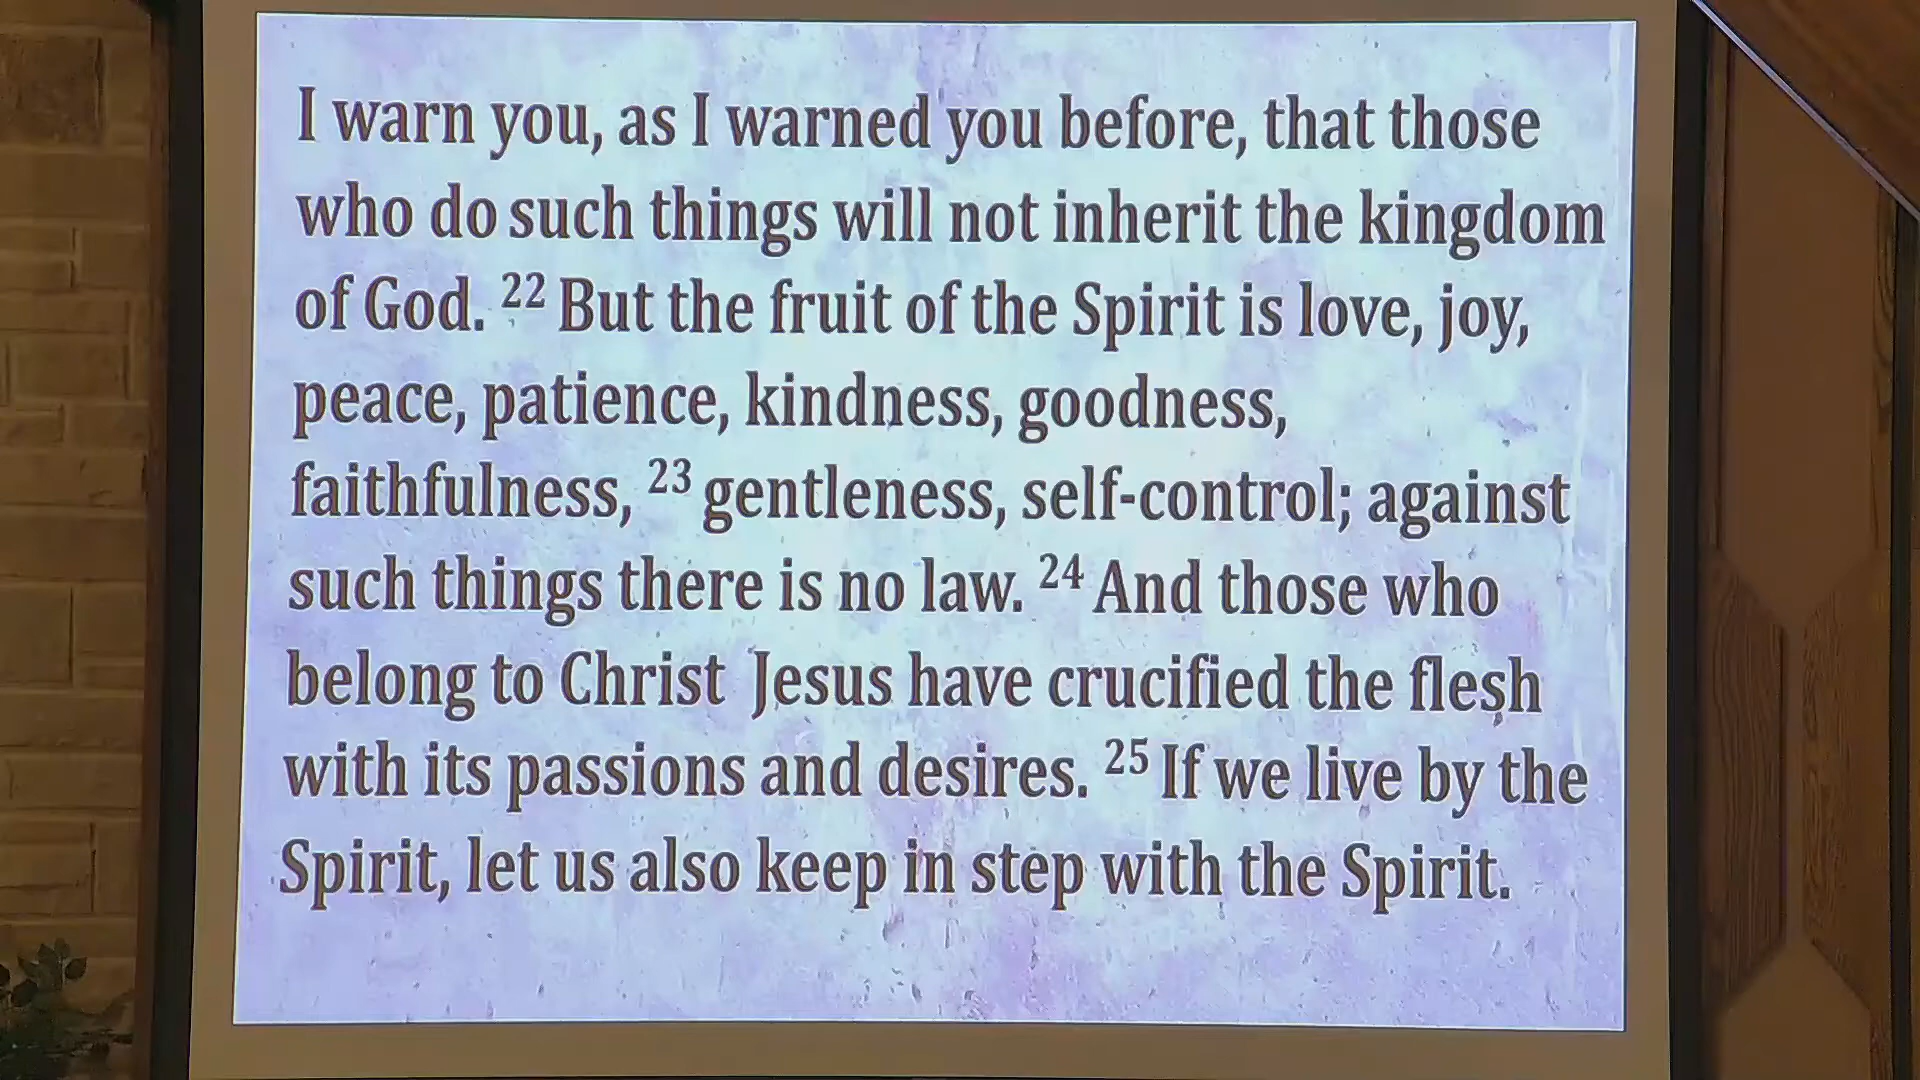 I warn you, as I warned you before, that those
who do such things will not inherit the kingdom
of God. 22 But the fruit of the Spirit is love, joy,
peace, patience, kindness, goodness,
faithfulness, 23 gentleness, self-control; against
such things there is no law. 24 And those who
belong to Christ Jesus have crucified the flesh
with its passions and desires. 25 If we live by the
Spirit, let us also keep in step with the Spirit.